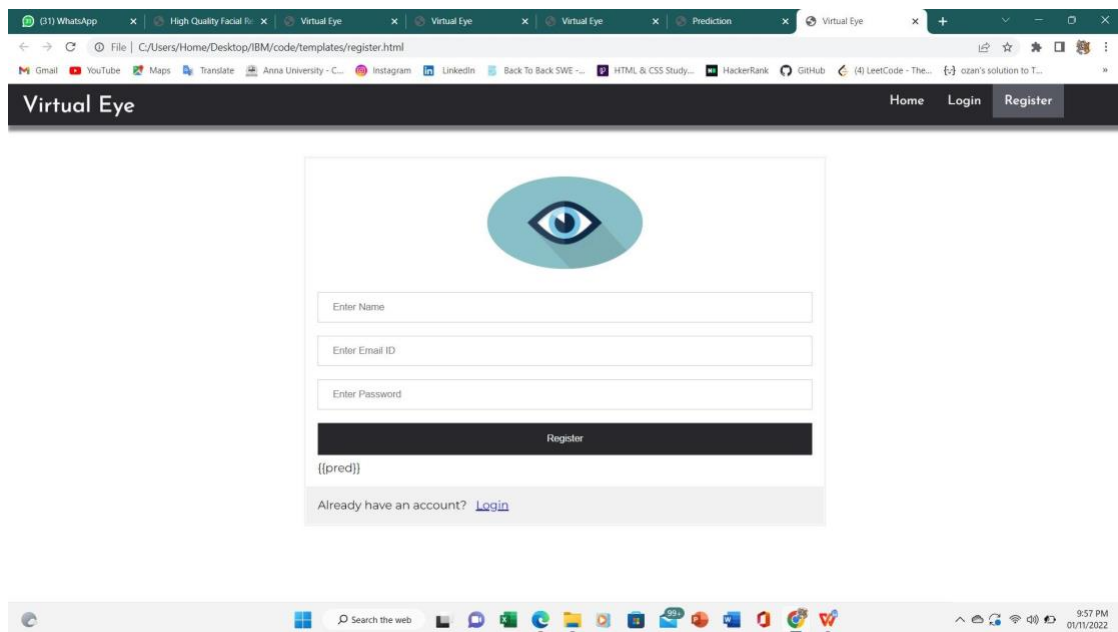 (31) WhatsApp
High Quality Facial Re
Virtual Eye
Virtual Eye
Virtual Eye
Prediction
Virtual Eye
File | C:/Users/Home/Desktop/IBM/code/templates/register.html
Gmail YouTube Maps Translate Anna University - C... Instagram LinkedIn Back To Back SWE -... HTML & CSS Study... HackerRank GitHub (4) LeetCode - The... ozan's solution to T... »
Virtual Eye Home Login Register
Enter Name
Enter Email ID
Enter Password
Register
{{pred}}
Already have an account? Login
Search the web
99+
9:57 PM
01/11/2022